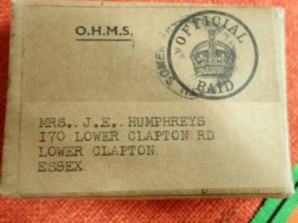 O.H.M.S.
OFFICIAL
PAID
MRS. J.E. HUMPHREYS
170 LOWER CLAPTON RD
LOWER CLAPTON
ESSEX